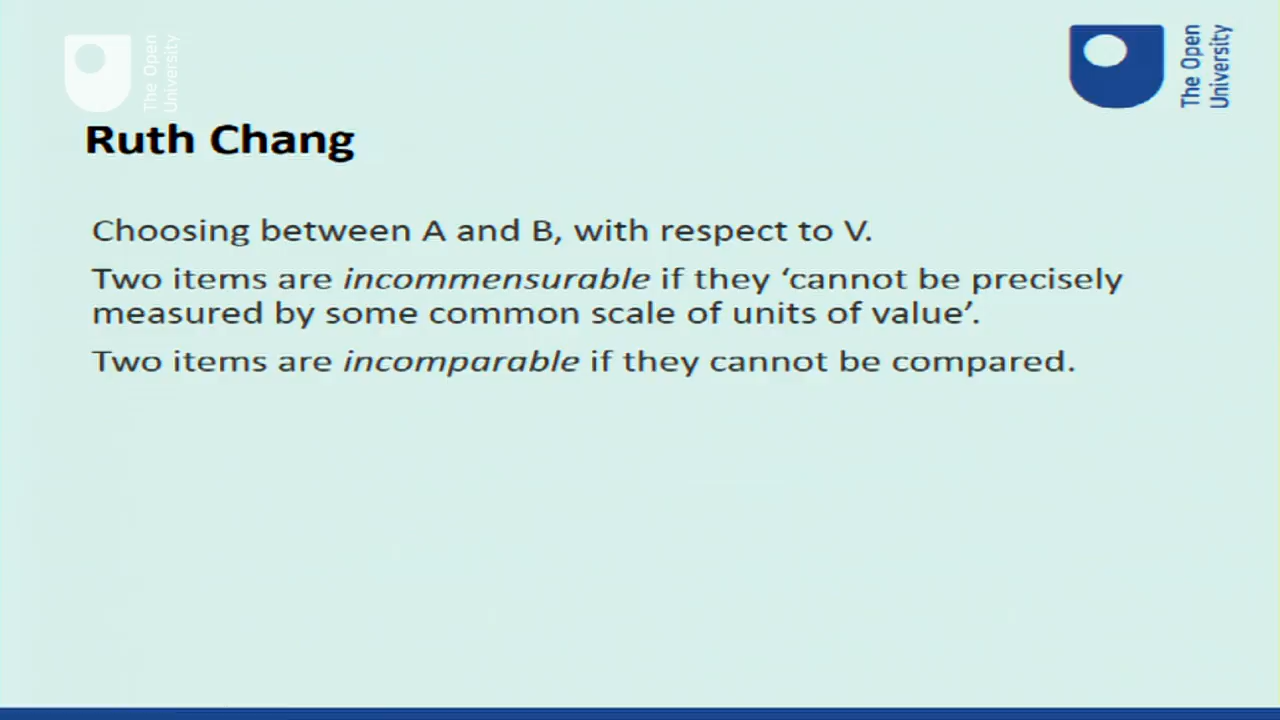 The Open
University
The Open
University
Ruth Chang
Choosing between A and B, with respect to V.
Two items are incommensurable if they ‘cannot be precisely
measured by some common scale of units of value’.
Two items are incomparable if they cannot be compared.